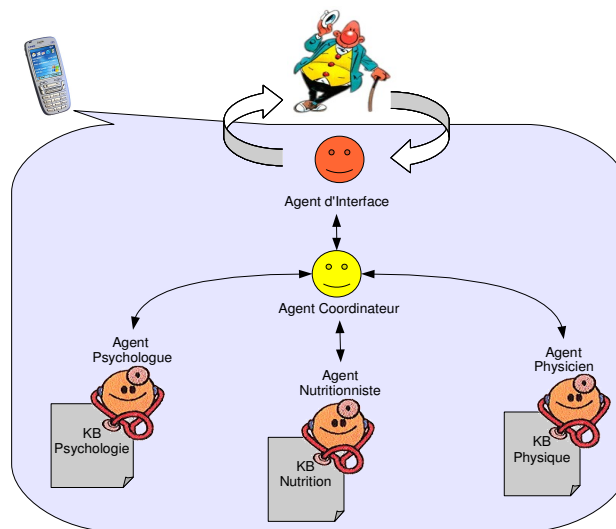 Agent d'Interface
Agent Coordinateur
Agent
Psychologue
Agent
Nutritionniste
Agent
Physicien
KB
Psychologie
KB
Nutrition
KB
Physique